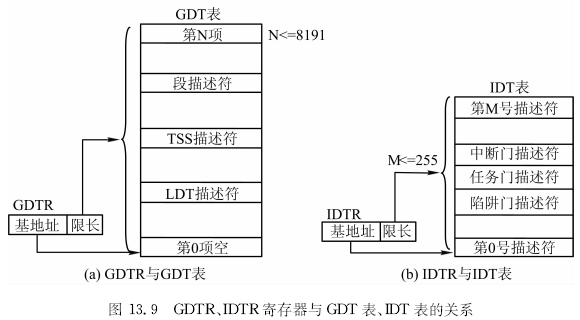 GDT表
第N项
N<=8191
段描述符
TSS描述符
LDT描述符
GDTR
基地址 限长
第0项空
(a) GDTR与GDT表
IDT表
第M号描述符
中断门描述符
M<=255
任务门描述符
陷阱门描述符
IDTR
基地址 限长
第0号描述符
(b) IDTR与IDT表
图 13.9 GDTR、IDTR寄存器与GDT表、IDT表的关系